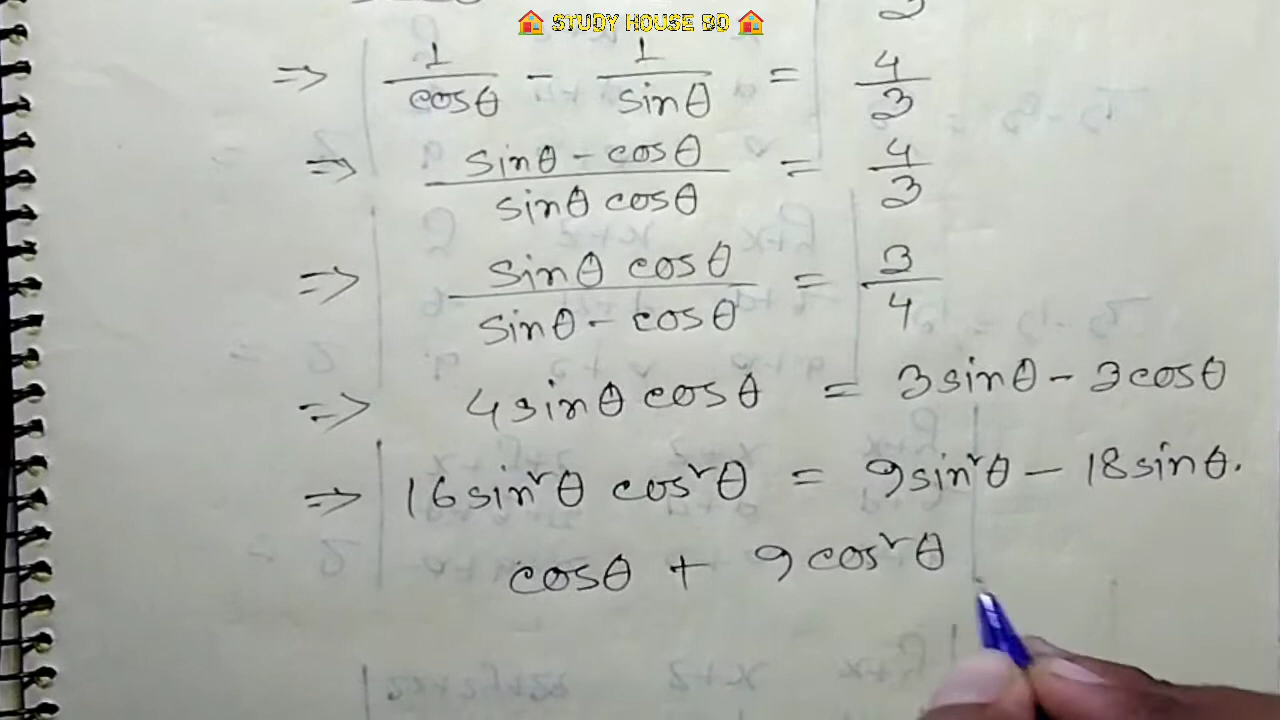 🏠 STUDY HOUSE BD 🏠
⇒ 1/cosθ - 1/sinθ = 4/3
⇒ (sinθ - cosθ)/(sinθ cosθ) = 4/3
⇒ (sinθ cosθ)/(sinθ - cosθ) = 3/4
⇒ 4sinθ cosθ = 3sinθ - 3cosθ
⇒ 16sin²θ cos²θ = 9sin²θ - 18sinθ.
cosθ + 9cos²θ